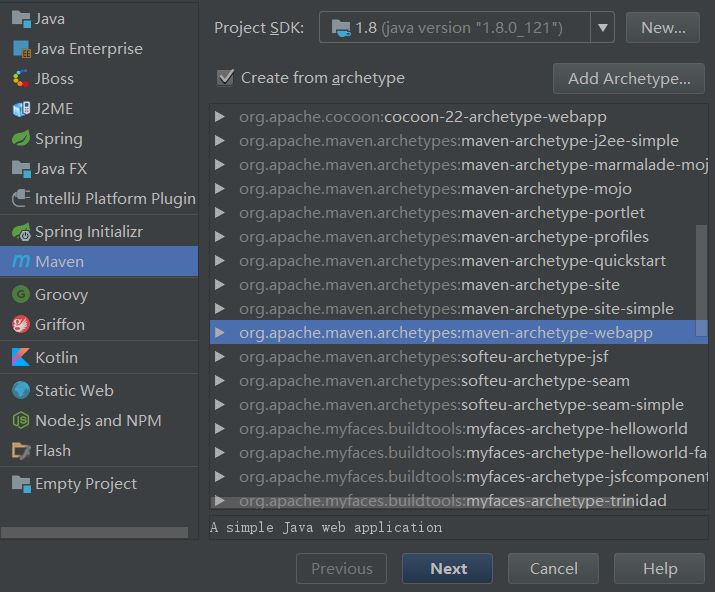 Java
Java Enterprise
JBoss
J2ME
Spring
Java FX
IntelliJ Platform Plugin
Spring Initializr
Maven
Groovy
Griffon
Kotlin
Static Web
Node.js and NPM
Flash
Empty Project
Project SDK: 1.8 (java version "1.8.0_121") New...
Create from archetype Add Archetype...
org.apache.cocoon:cocoon-22-archetype-webapp
org.apache.maven.archetypes:maven-archetype-j2ee-simple
org.apache.maven.archetypes:maven-archetype-marmalade-moj
org.apache.maven.archetypes:maven-archetype-mojo
org.apache.maven.archetypes:maven-archetype-portlet
org.apache.maven.archetypes:maven-archetype-profiles
org.apache.maven.archetypes:maven-archetype-quickstart
org.apache.maven.archetypes:maven-archetype-site
org.apache.maven.archetypes:maven-archetype-site-simple
org.apache.maven.archetypes:maven-archetype-webapp
org.apache.maven.archetypes:softeu-archetype-jsf
org.apache.maven.archetypes:softeu-archetype-seam
org.apache.maven.archetypes:softeu-archetype-seam-simple
org.apache.myfaces.buildtools:myfaces-archetype-helloworld
org.apache.myfaces.buildtools:myfaces-archetype-helloworld-fa
org.apache.myfaces.buildtools:myfaces-archetype-jsfcomponent
org.apache.myfaces.buildtools:myfaces-archetype-trinidad
A simple Java web application
Previous Next Cancel Help